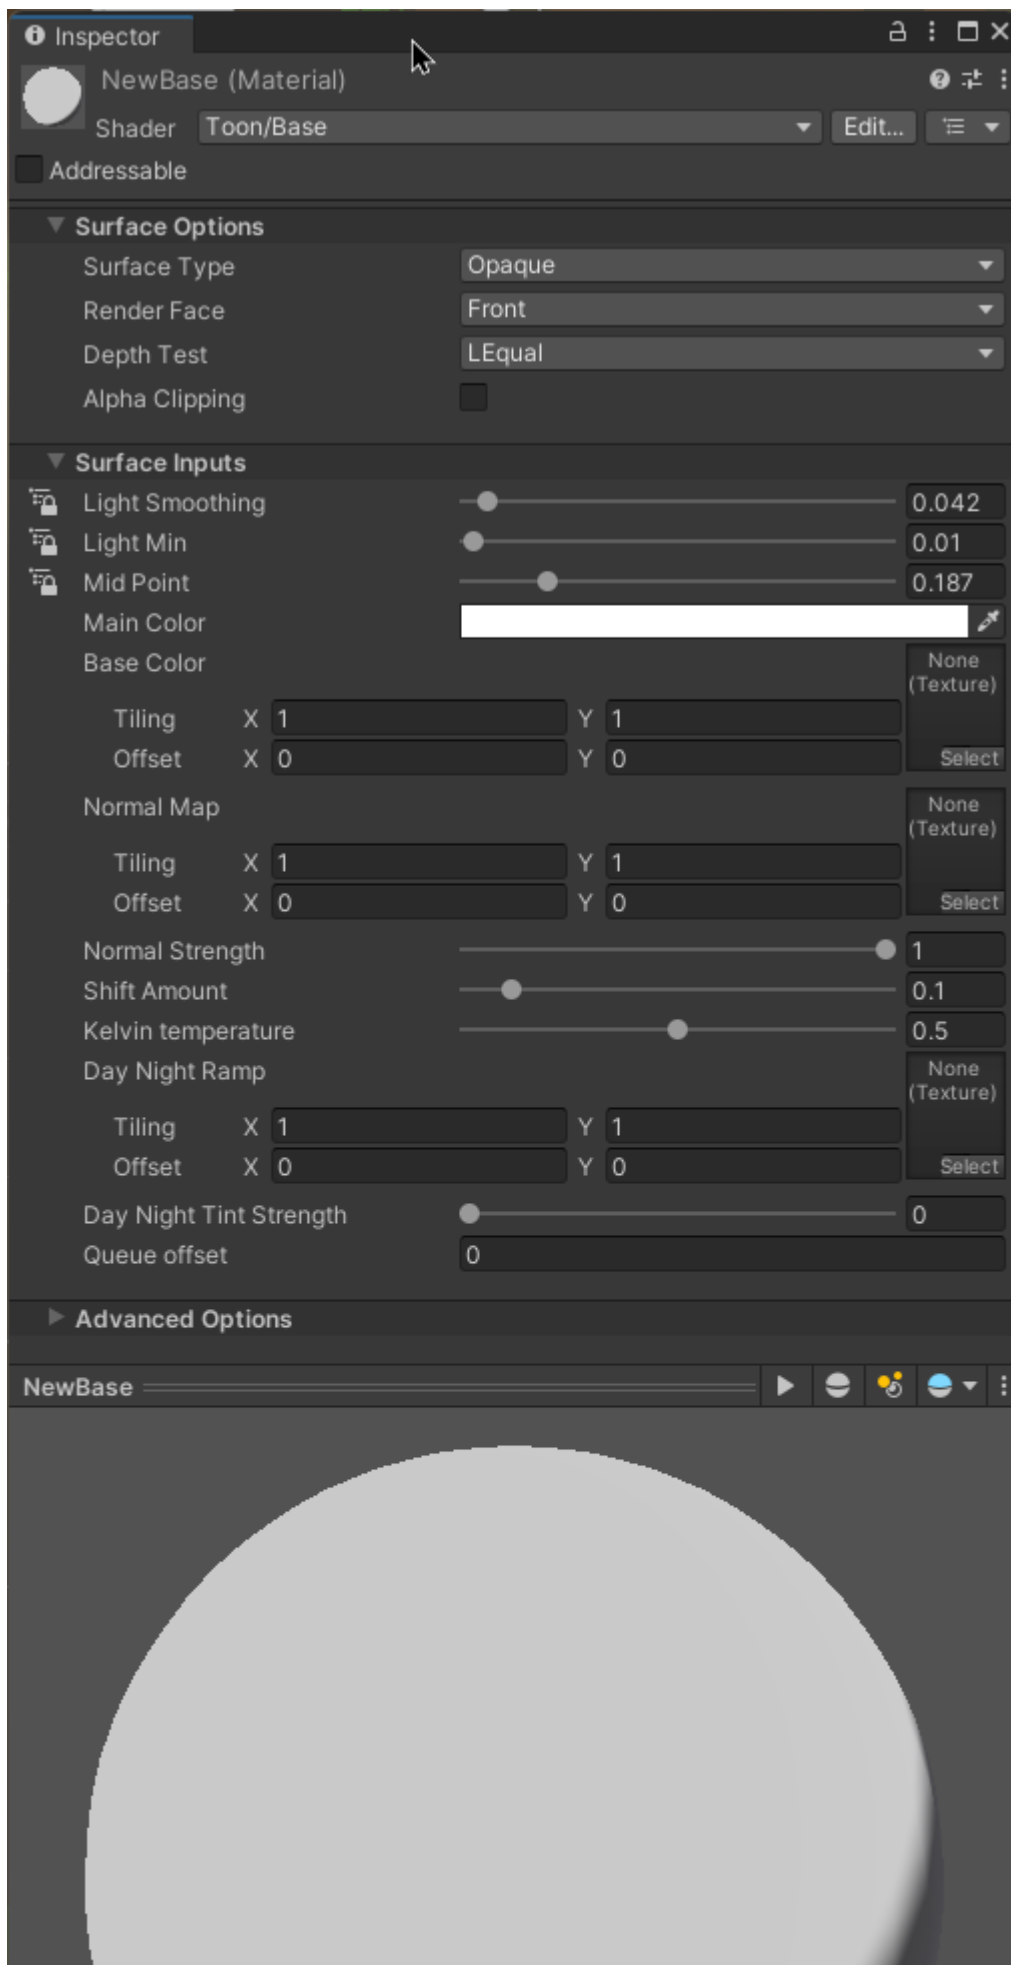 Inspector
NewBase (Material)
Shader Toon/Base Edit...
Addressable
Surface Options
Surface Type Opaque
Render Face Front
Depth Test LEqual
Alpha Clipping
Surface Inputs
Light Smoothing 0.042
Light Min 0.01
Mid Point 0.187
Main Color
Base Color None
(Texture)
Tiling X 1 Y 1
Offset X 0 Y 0 Select
Normal Map None
(Texture)
Tiling X 1 Y 1
Offset X 0 Y 0 Select
Normal Strength 1
Shift Amount 0.1
Kelvin temperature 0.5
Day Night Ramp None
(Texture)
Tiling X 1 Y 1
Offset X 0 Y 0 Select
Day Night Tint Strength 0
Queue offset 0
Advanced Options
NewBase